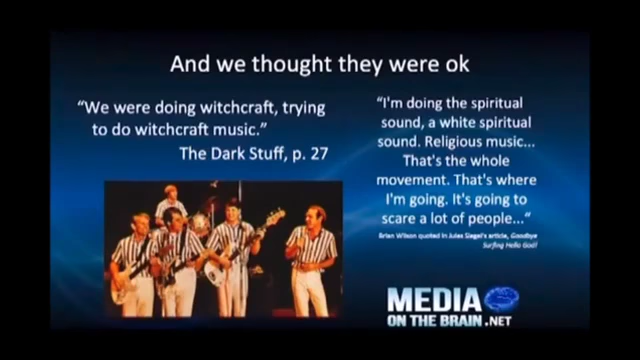 And we thought they were ok
“We were doing witchcraft, trying
to do witchcraft music.”
The Dark Stuff, p. 27
“I'm doing the spiritual
sound, a white spiritual
sound. Religious music...
That's the whole
movement. That's where
I'm going. It's going to
scare a lot of people...“
Brian Wilson quoted in Jules Siegel's article, Goodbye
Surfing Hello God!
MEDIA
ON THE BRAIN.NET